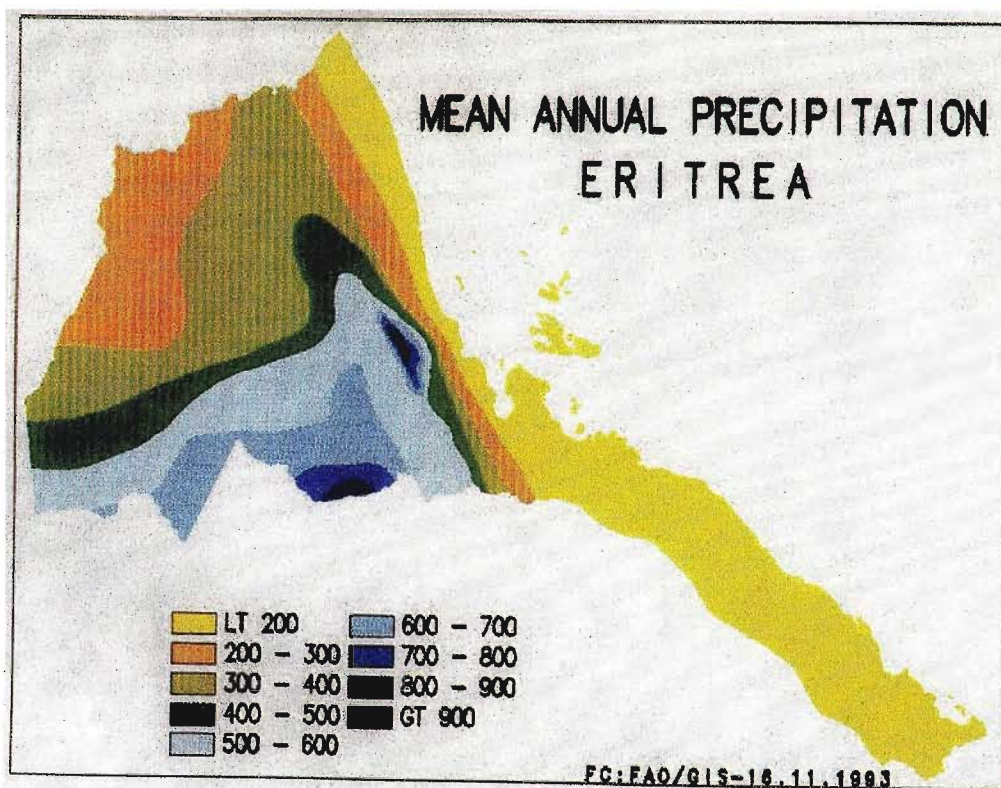 MEAN ANNUAL PRECIPITATION
ERITREA
LT 200
200 - 300
300 - 400
400 - 500
500 - 600
600 - 700
700 - 800
800 - 900
GT 900
FC:FAO/GIS-16.11.1993